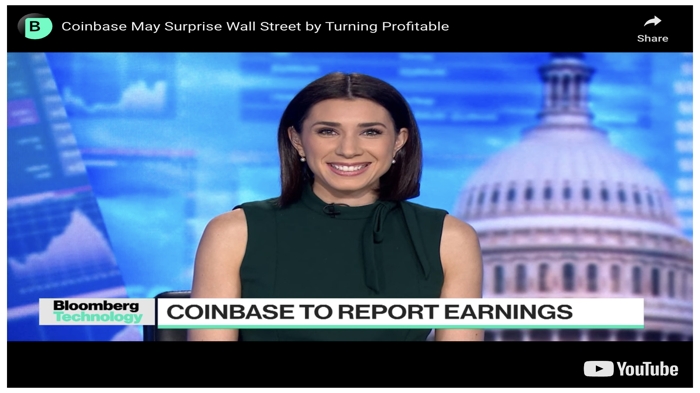 B
Coinbase May Surprise Wall Street by Turning Profitable
Share
Bloomberg
Technology
COINBASE TO REPORT EARNINGS
YouTube